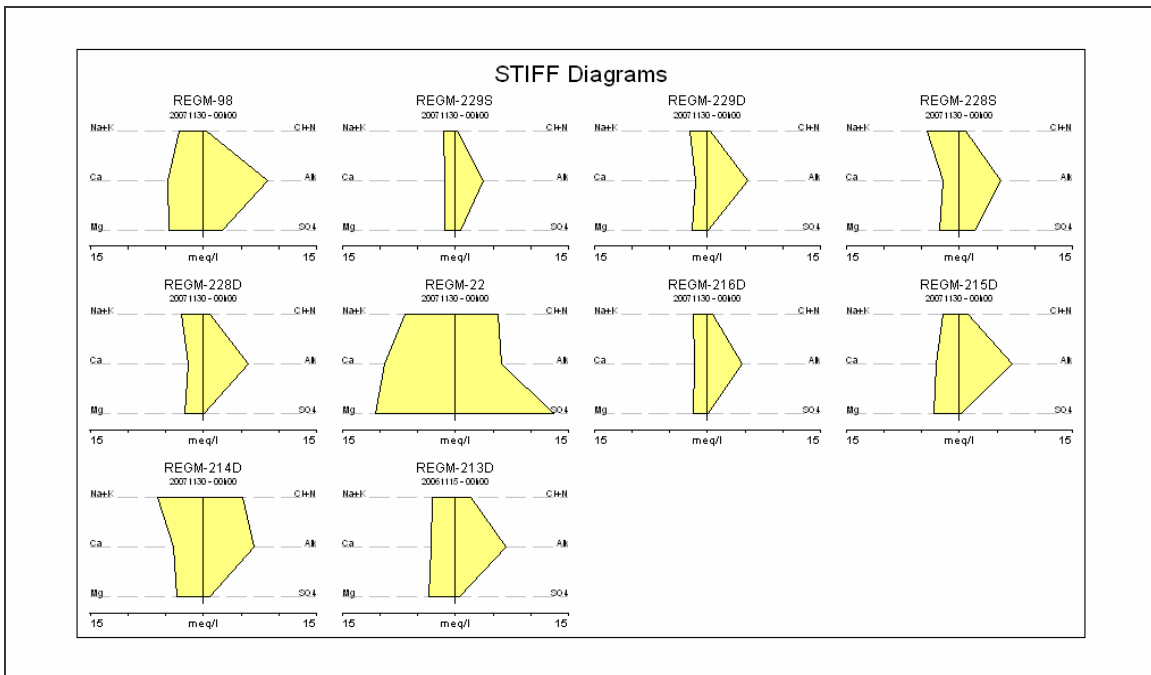 STIFF Diagrams
REGM-98
20071130 - 00h00
Na+K Cl+N
Ca Alk
Mg SO4
15 meq/l 15
REGM-229S
20071130 - 00h00
Na+K Cl+N
Ca Alk
Mg SO4
15 meq/l 15
REGM-229D
20071130 - 00h00
Na+K Cl+N
Ca Alk
Mg SO4
15 meq/l 15
REGM-228S
20071130 - 00h00
Na+K Cl+N
Ca Alk
Mg SO4
15 meq/l 15
REGM-228D
20071130 - 00h00
Na+K Cl+N
Ca Alk
Mg SO4
15 meq/l 15
REGM-22
20071130 - 00h00
Na+K Cl+N
Ca Alk
Mg SO4
15 meq/l 15
REGM-216D
20071130 - 00h00
Na+K Cl+N
Ca Alk
Mg SO4
15 meq/l 15
REGM-215D
20071130 - 00h00
Na+K Cl+N
Ca Alk
Mg SO4
15 meq/l 15
REGM-214D
20071130 - 00h00
Na+K Cl+N
Ca Alk
Mg SO4
15 meq/l 15
REGM-213D
20061115 - 00h00
Na+K Cl+N
Ca Alk
Mg SO4
15 meq/l 15